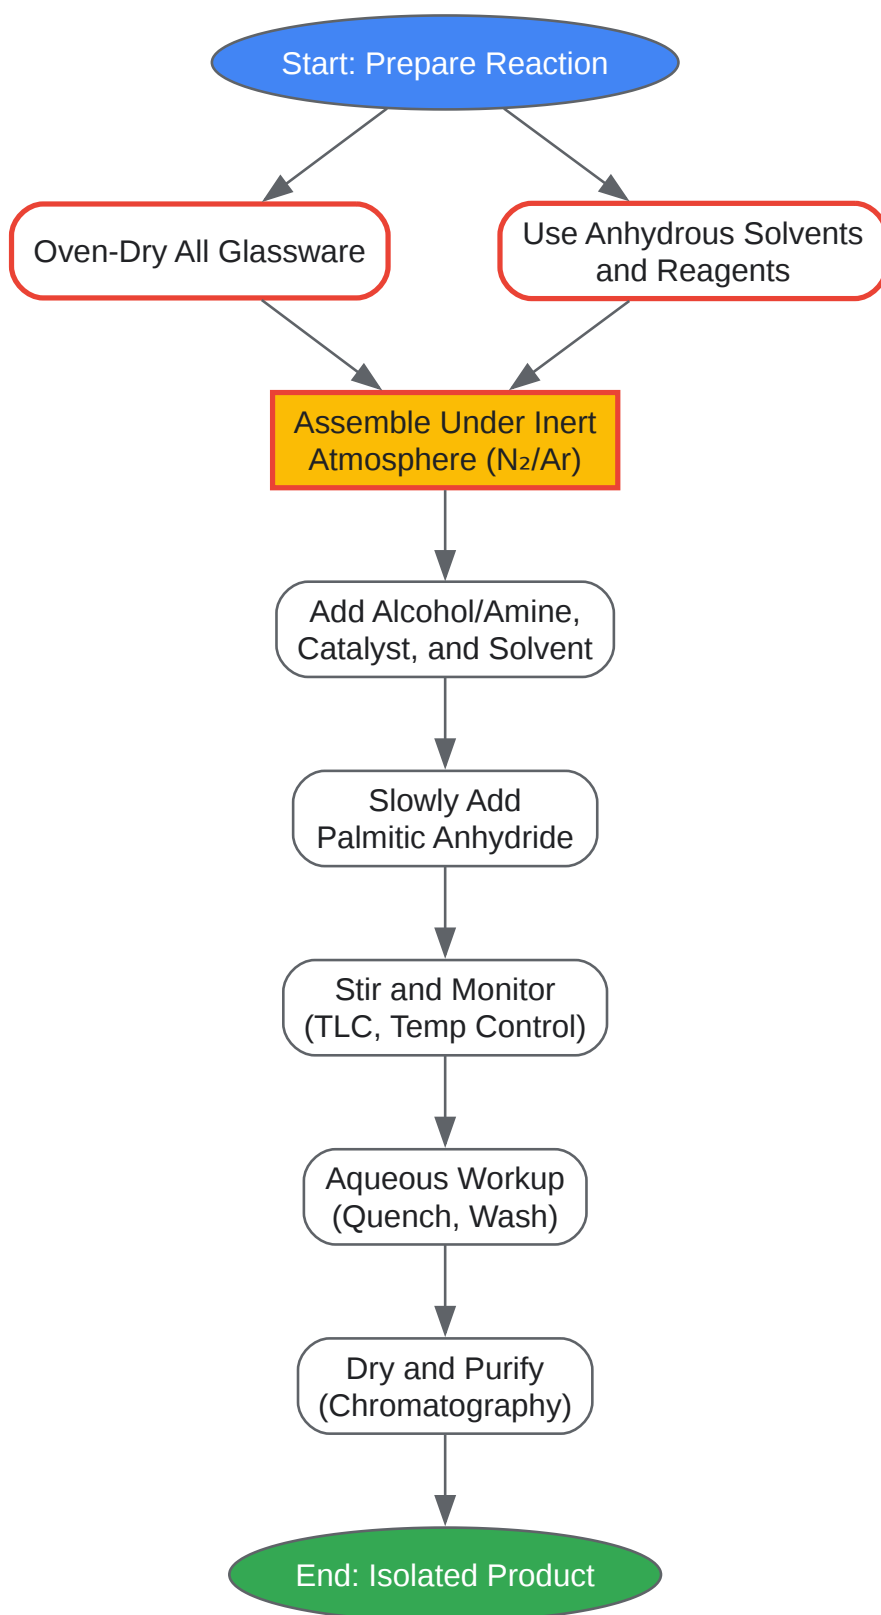 Start: Prepare Reaction
Oven-Dry All Glassware
Use Anhydrous Solvents
and Reagents
Assemble Under Inert
Atmosphere (N₂/Ar)
Add Alcohol/Amine,
Catalyst, and Solvent
Slowly Add
Palmitic Anhydride
Stir and Monitor
(TLC, Temp Control)
Aqueous Workup
(Quench, Wash)
Dry and Purify
(Chromatography)
End: Isolated Product